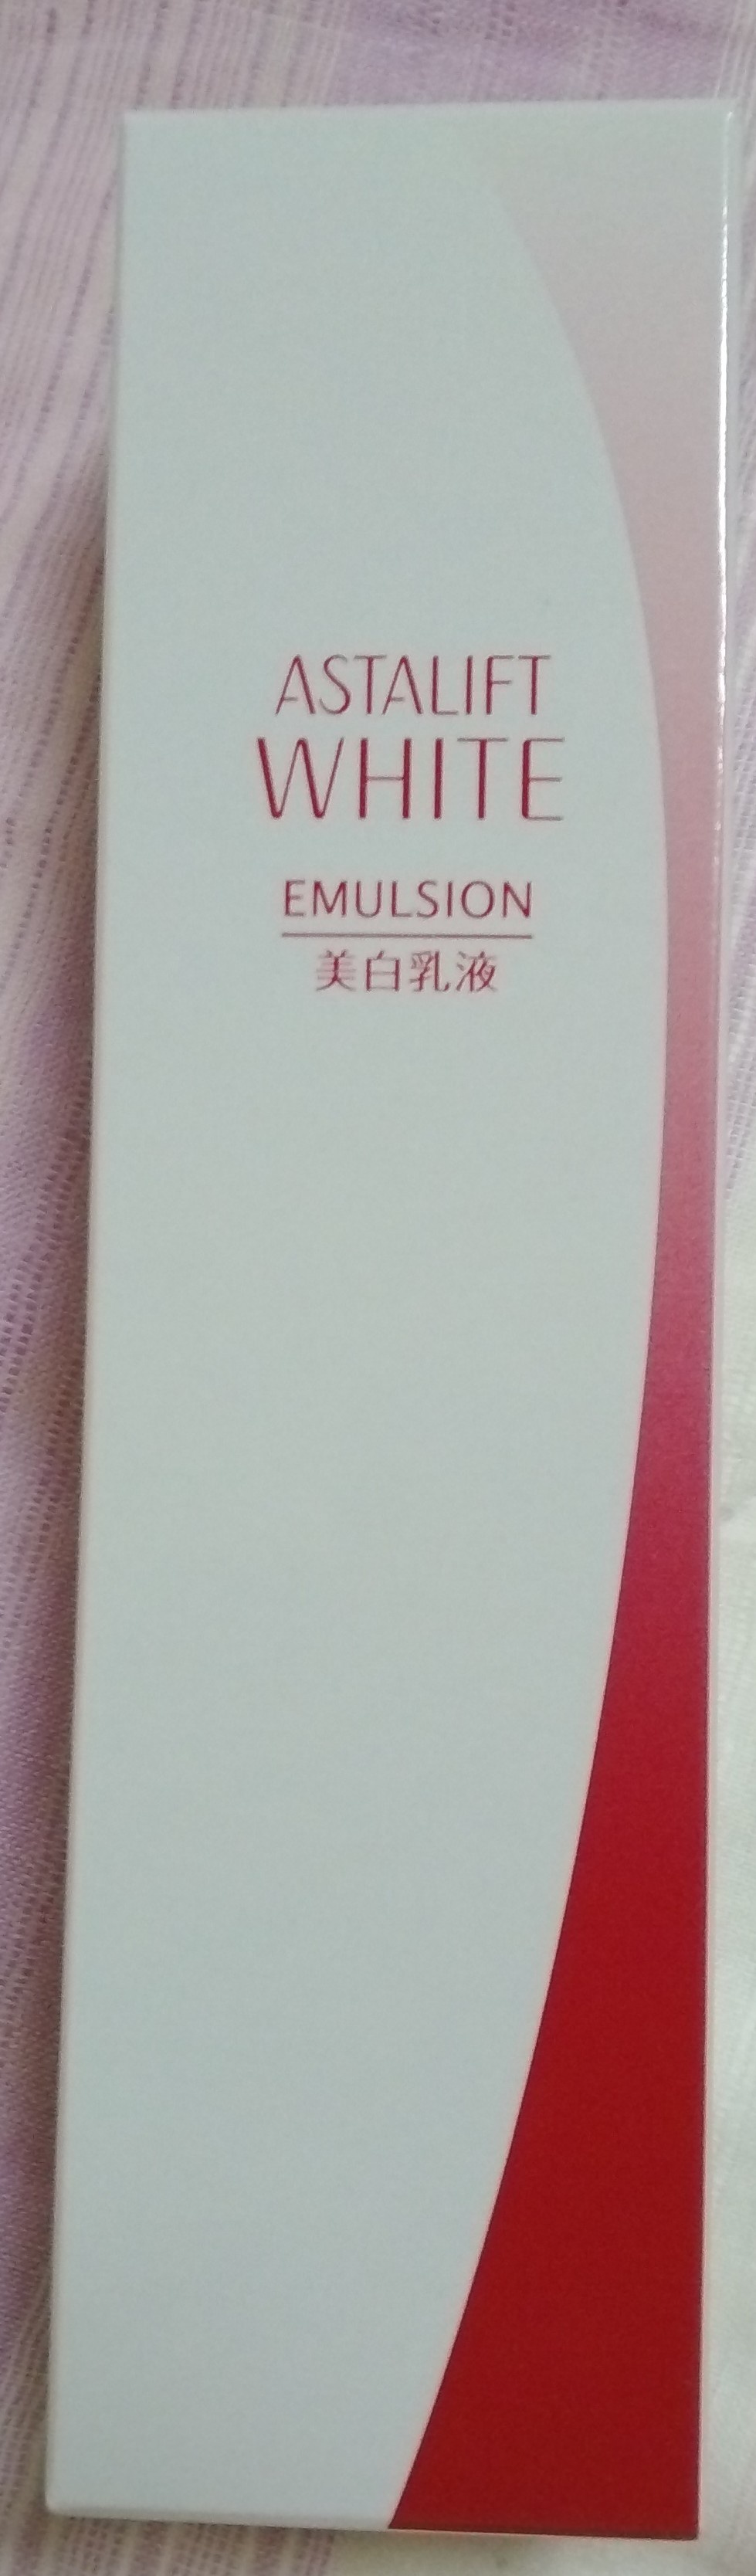 ASTALIFT
WHITE
EMULSION
美白乳液